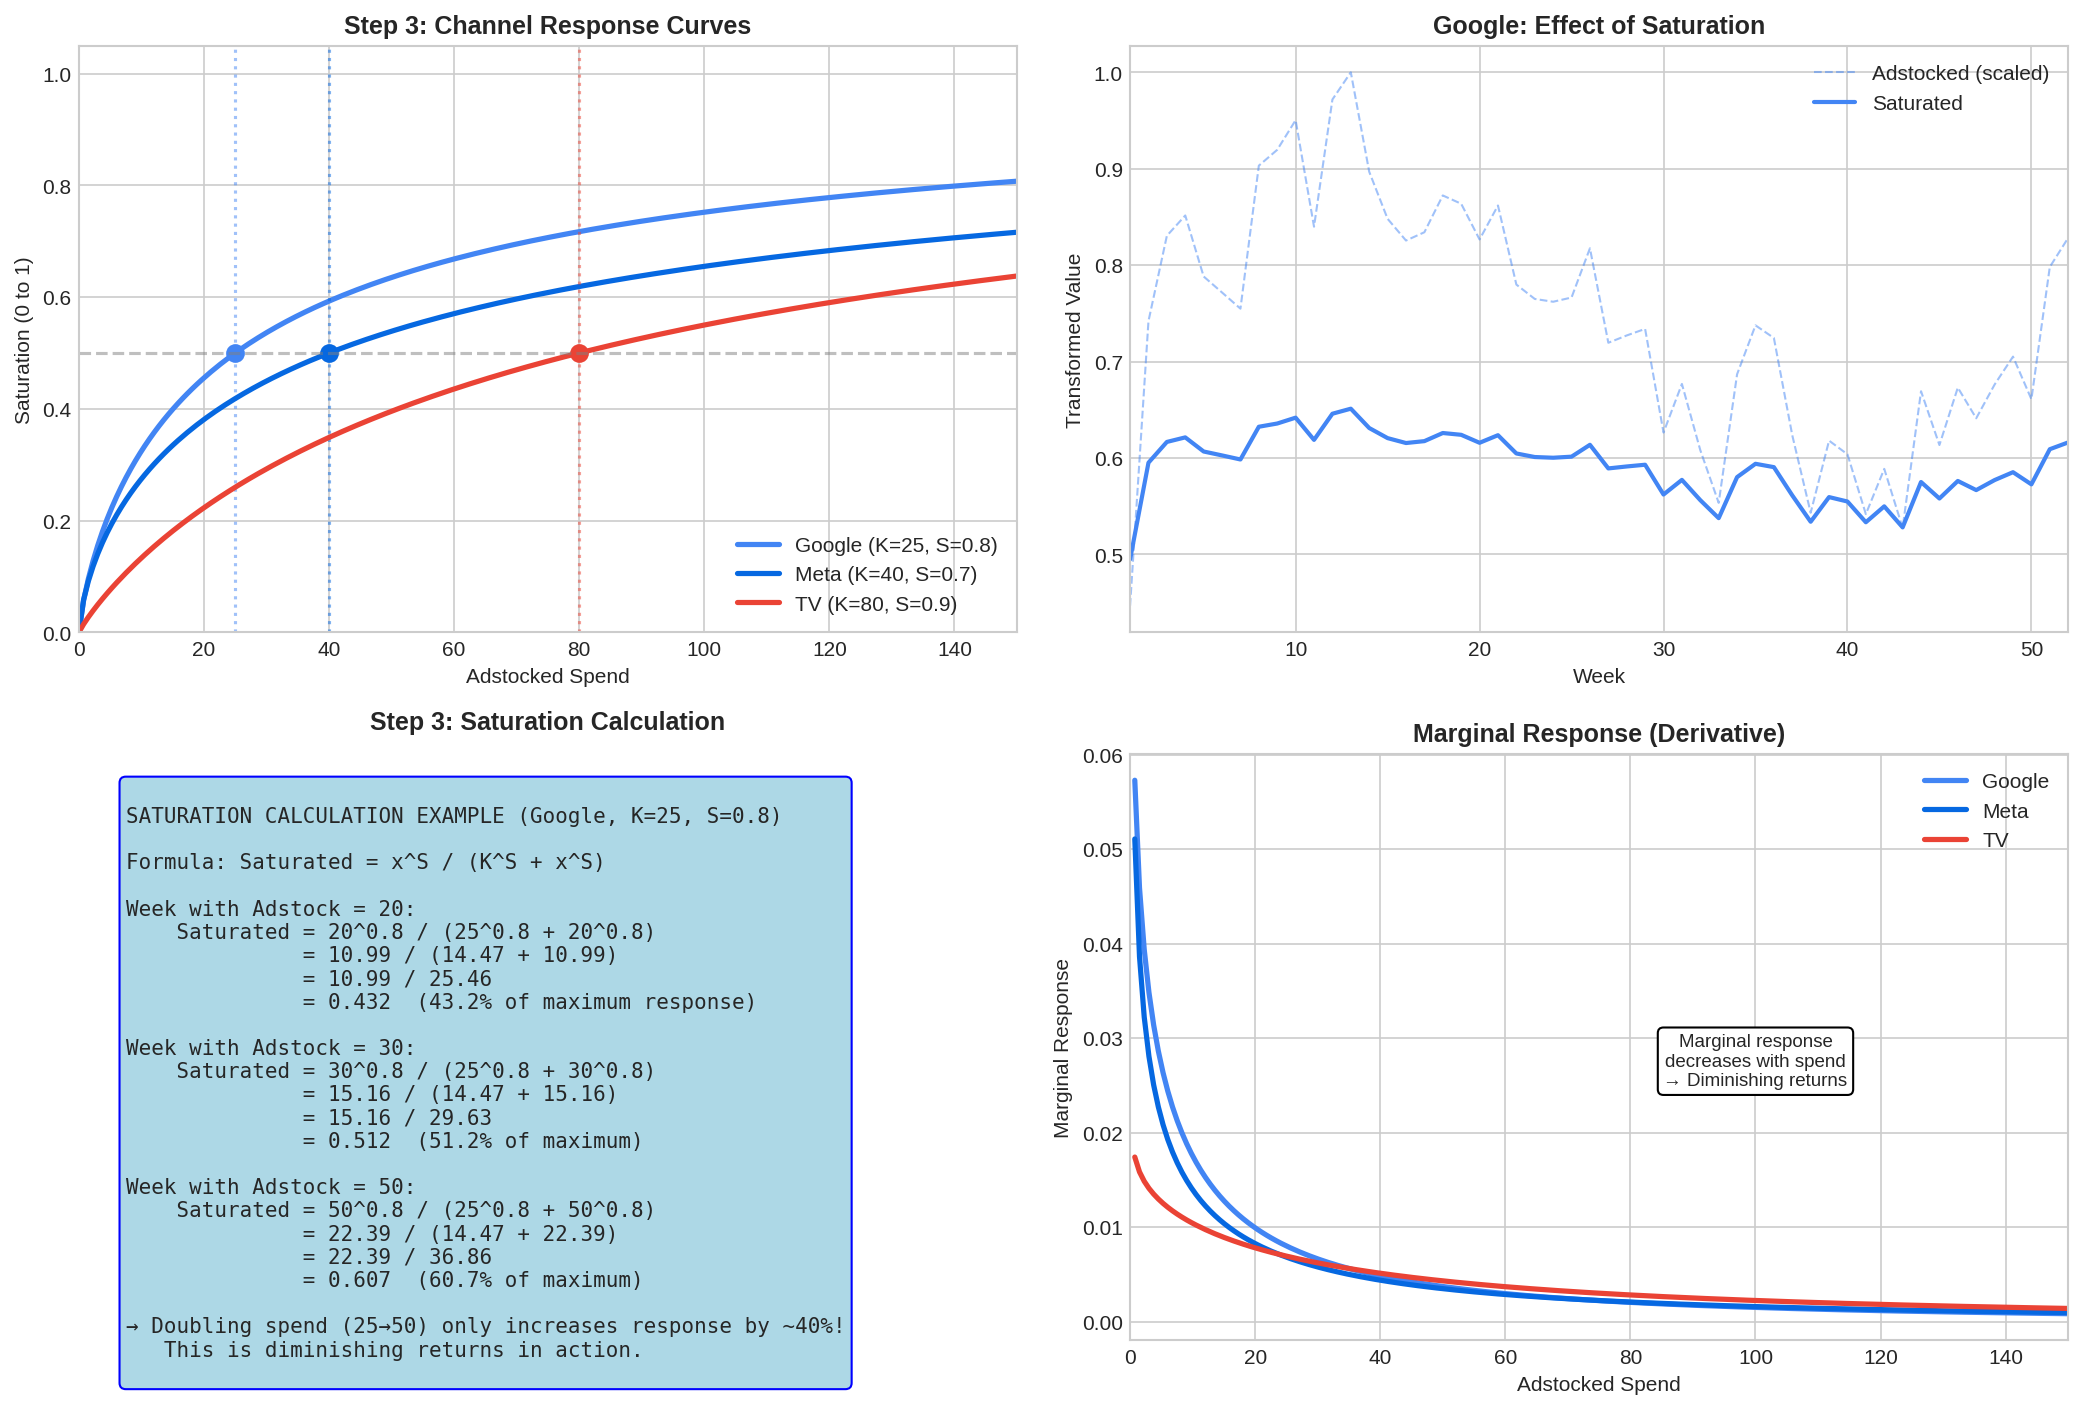 Step 3: Channel Response Curves
Saturation (0 to 1)
1.0
0.8
0.6
0.4
0.2
0.0
0 20 40 60 80 100 120 140
Adstocked Spend
Google (K=25, S=0.8)
Meta (K=40, S=0.7)
TV (K=80, S=0.9)
Google: Effect of Saturation
Transformed Value
1.0
0.9
0.8
0.7
0.6
0.5
10 20 30 40 50
Week
Adstocked (scaled)
Saturated
Step 3: Saturation Calculation
SATURATION CALCULATION EXAMPLE (Google, K=25, S=0.8)
Formula: Saturated = x^S / (K^S + x^S)
Week with Adstock = 20:
Saturated = 20^0.8 / (25^0.8 + 20^0.8)
= 10.99 / (14.47 + 10.99)
= 10.99 / 25.46
= 0.432 (43.2% of maximum response)
Week with Adstock = 30:
Saturated = 30^0.8 / (25^0.8 + 30^0.8)
= 15.16 / (14.47 + 15.16)
= 15.16 / 29.63
= 0.512 (51.2% of maximum)
Week with Adstock = 50:
Saturated = 50^0.8 / (25^0.8 + 50^0.8)
= 22.39 / (14.47 + 22.39)
= 22.39 / 36.86
= 0.607 (60.7% of maximum)
→ Doubling spend (25→50) only increases response by ~40%!
This is diminishing returns in action.
Marginal Response (Derivative)
Marginal Response
0.06
0.05
0.04
0.03
0.02
0.01
0.00
0 20 40 60 80 100 120 140
Adstocked Spend
Google
Meta
TV
Marginal response
decreases with spend
→ Diminishing returns